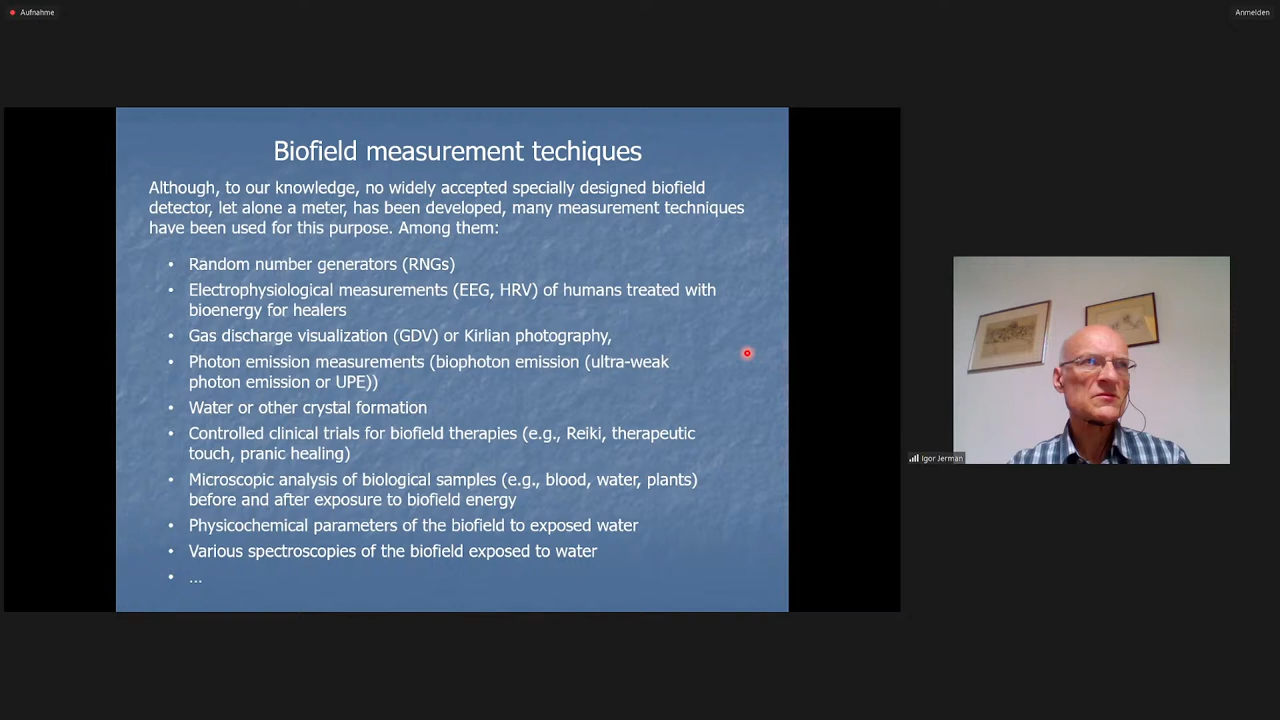 Aufnahme
Anmelden
Biofield measurement techiques
Although, to our knowledge, no widely accepted specially designed biofield
detector, let alone a meter, has been developed, many measurement techniques
have been used for this purpose. Among them:
• Random number generators (RNGs)
• Electrophysiological measurements (EEG, HRV) of humans treated with
bioenergy for healers
• Gas discharge visualization (GDV) or Kirlian photography,
• Photon emission measurements (biophoton emission (ultra-weak
photon emission or UPE))
• Water or other crystal formation
• Controlled clinical trials for biofield therapies (e.g., Reiki, therapeutic
touch, pranic healing)
• Microscopic analysis of biological samples (e.g., blood, water, plants)
before and after exposure to biofield energy
• Physicochemical parameters of the biofield to exposed water
• Various spectroscopies of the biofield exposed to water
• ...
Igor Jerman